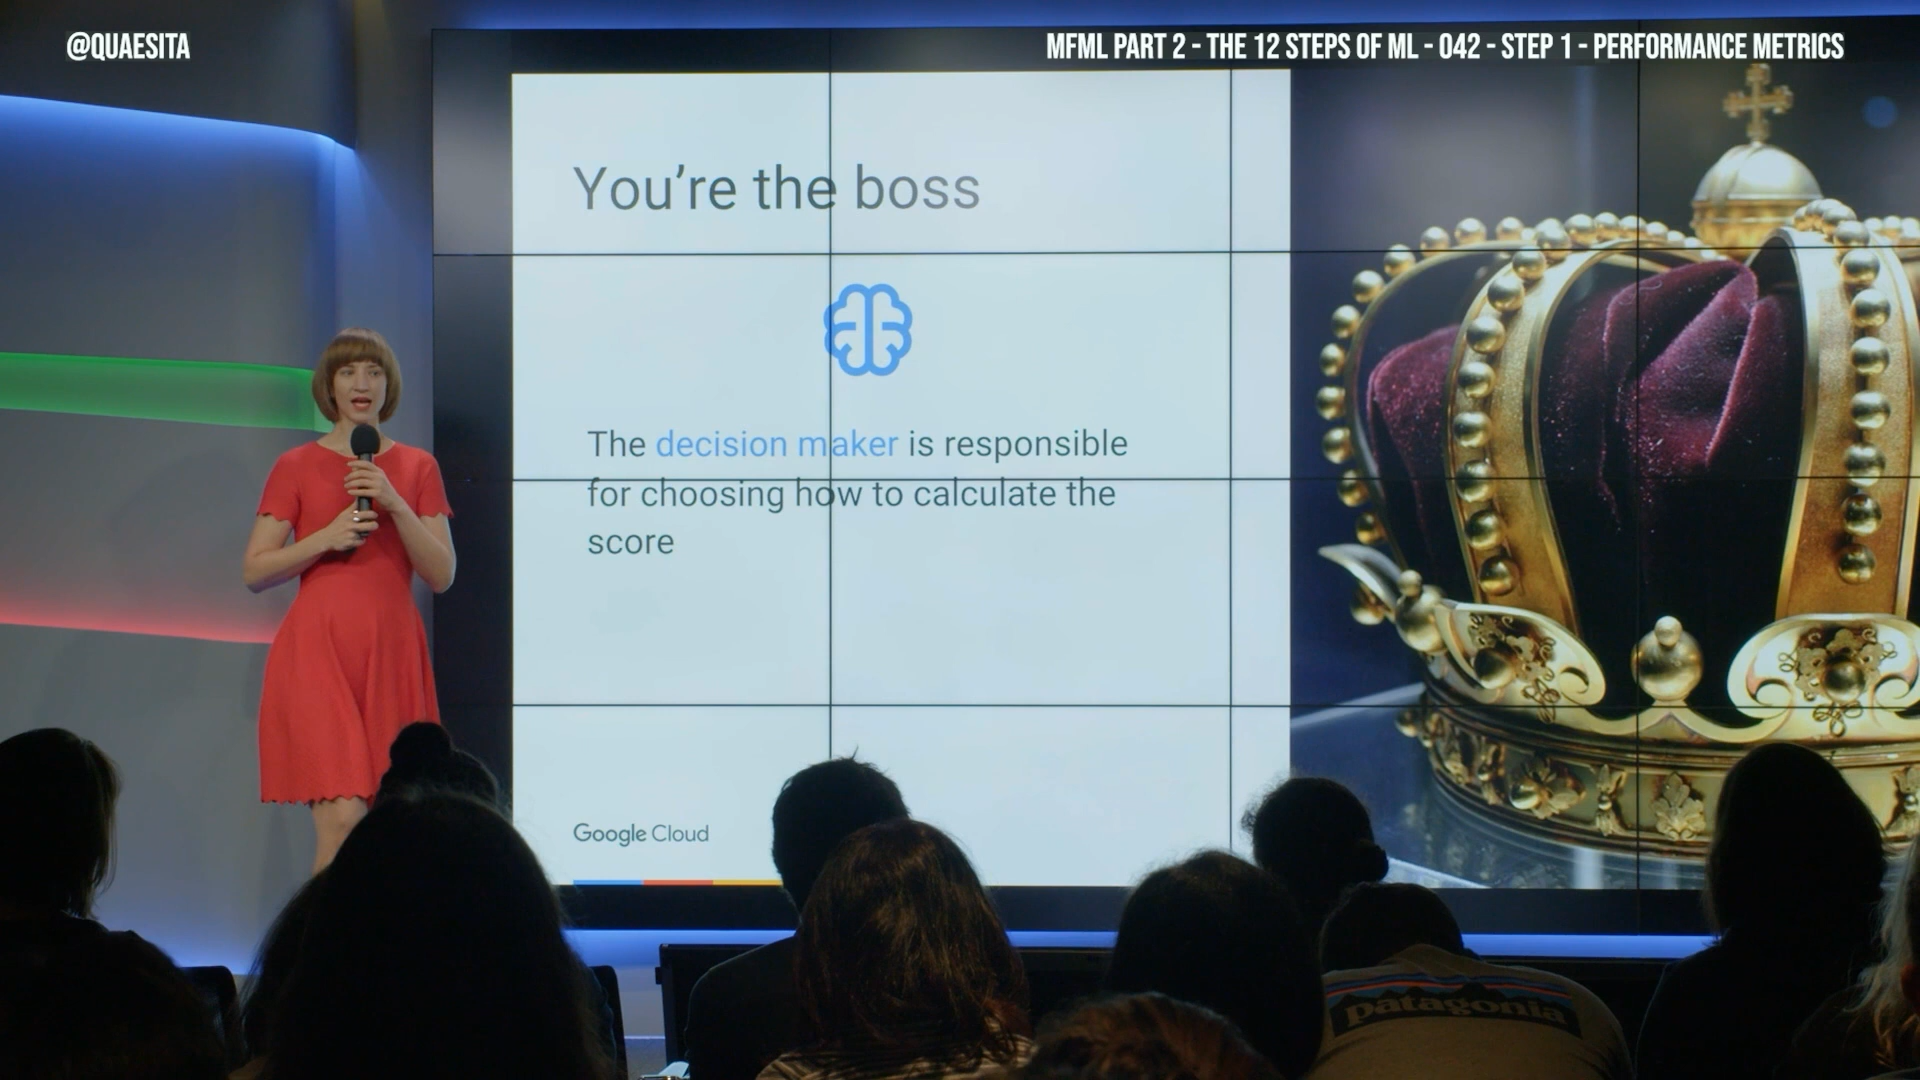 @QUAESITA
MFML PART 2 - THE 12 STEPS OF ML - 042 - STEP 1 - PERFORMANCE METRICS
You're the boss
The decision maker is responsible
for choosing how to calculate the
score
Google Cloud
patagonia